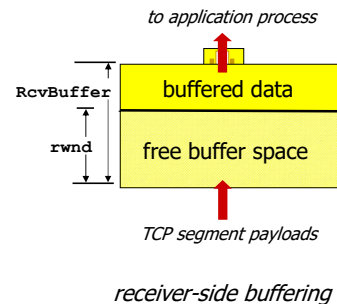 to application process
RcvBuffer
buffered data
rwnd
free buffer space
TCP segment payloads
receiver-side buffering